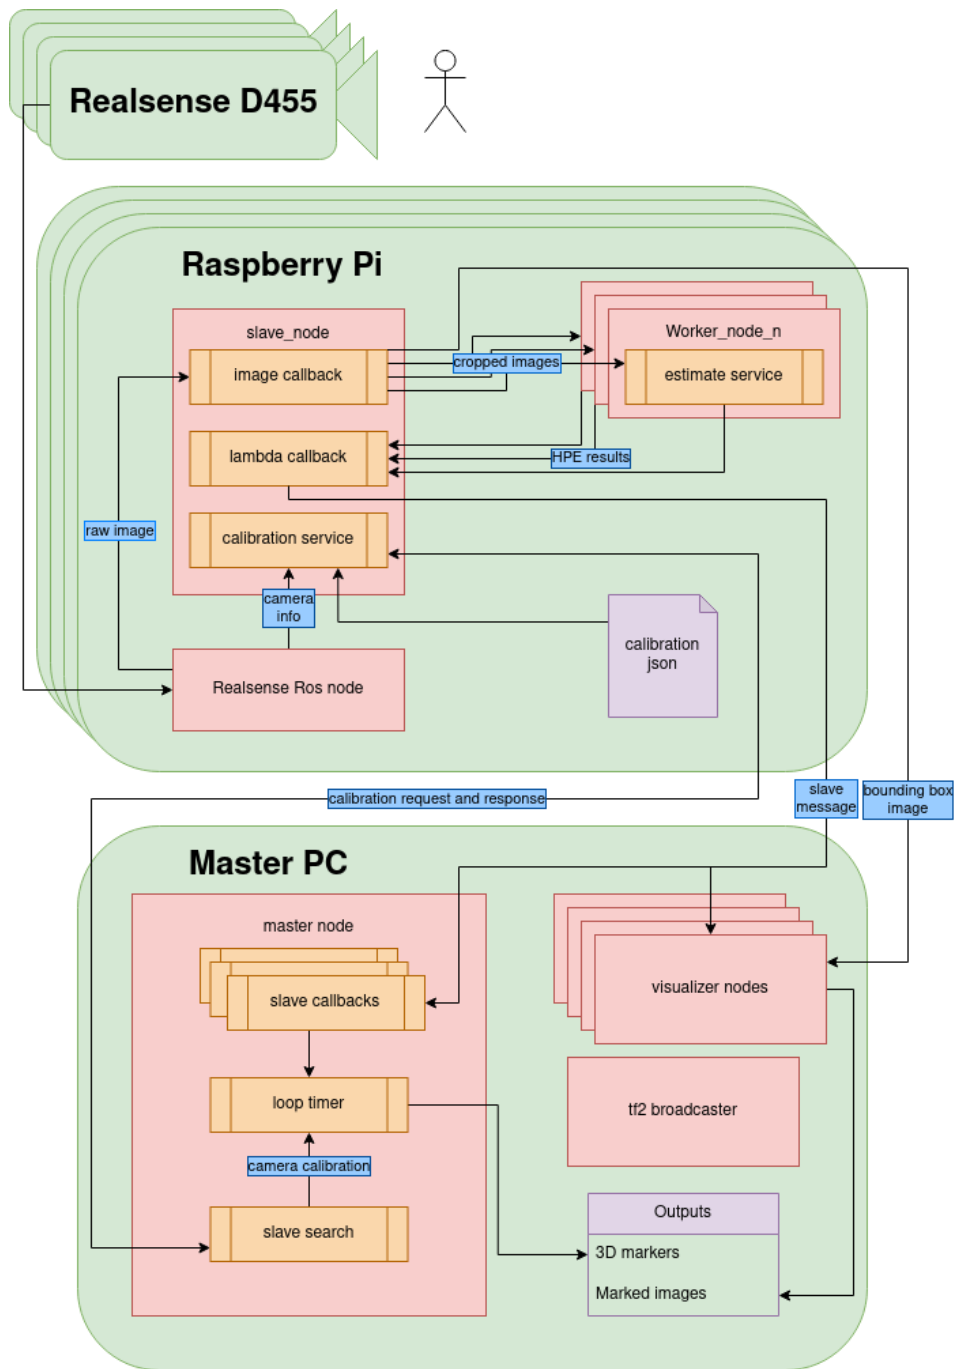 Realsense D455
Raspberry Pi
slave_node
Worker_node_n
image callback
cropped images
estimate service
lambda callback
HPE results
raw image
calibration service
camera
info
calibration
json
Realsense Ros node
calibration request and response
slave
message
bounding box
image
Master PC
master node
slave callbacks
visualizer nodes
loop timer
tf2 broadcaster
camera calibration
slave search
Outputs
3D markers
Marked images